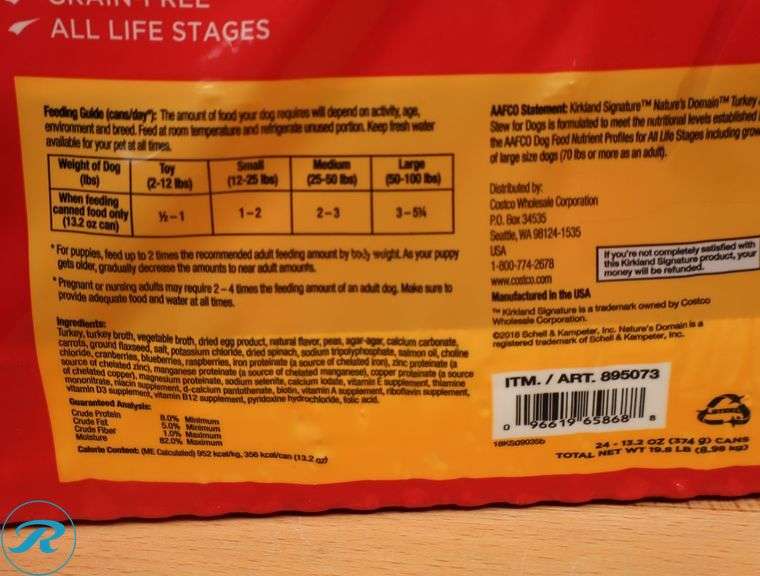 GRAIN-FREE
ALL LIFE STAGES
Feeding Guide (cans/day*): The amount of food your dog requires will depend on activity, age,
environment and breed. Feed at room temperature and refrigerate unused portion. Keep fresh water
available for your pet at all times.
Weight of Dog (lbs) Toy (2-12 lbs) Small (12-25 lbs) Medium (25-50 lbs) Large (50-100 lbs)
When feeding canned food only (13.2 oz can) ½-1 1-2 2-3 3-5¼
*For puppies, feed up to 2 times the recommended adult feeding amount by body weight. As your puppy
gets older, gradually decrease the amounts to near adult amounts.
*Pregnant or nursing adults may require 2-4 times the feeding amount of an adult dog. Make sure to
provide adequate food and water at all times.
Ingredients:
Turkey, turkey broth, vegetable broth, dried egg product, natural flavor, peas, agar-agar, calcium carbonate,
carrots, ground flaxseed, salt, potassium chloride, dried spinach, sodium tripolyphosphate, salmon oil, choline
chloride, cranberries, blueberries, raspberries, iron proteinate (a source of chelated iron), zinc proteinate (a
source of chelated zinc), manganese proteinate (a source of chelated manganese), copper proteinate (a source
of chelated copper), magnesium proteinate, sodium selenite, calcium iodate, vitamin E supplement, thiamine
mononitrate, niacin supplement, d-calcium pantothenate, biotin, vitamin A supplement, riboflavin supplement,
vitamin D3 supplement, vitamin B12 supplement, pyridoxine hydrochloride, folic acid.
Guaranteed Analysis:
Crude Protein 8.0% Minimum
Crude Fat 5.0% Minimum
Crude Fiber 1.0% Maximum
Moisture 82.0% Maximum
Calorie Content: (ME Calculated) 952 kcal/kg, 356 kcal/can (13.2 oz)
AAFCO Statement: Kirkland Signature™ Nature's Domain™ Turkey
Stew for Dogs is formulated to meet the nutritional levels established
the AAFCO Dog Food Nutrient Profiles for All Life Stages including grow
of large size dogs (70 lbs or more as an adult).
Distributed by:
Costco Wholesale Corporation
P.O. Box 34535
Seattle, WA 98124-1535
USA
1-800-774-2678
www.costco.com
If you're not completely satisfied with
this Kirkland Signature product, your
money will be refunded.
Manufactured in the USA
™ Kirkland Signature is a trademark owned by Costco
Wholesale Corporation.
©2018 Schell & Kampeter, Inc. Nature's Domain is a
registered trademark of Schell & Kampeter, Inc.
ITM. / ART. 895073
0 96619 65868 8
24 - 13.2 OZ (374 g) CANS
TOTAL NET WT 19.8 LB (8.98 kg)
R